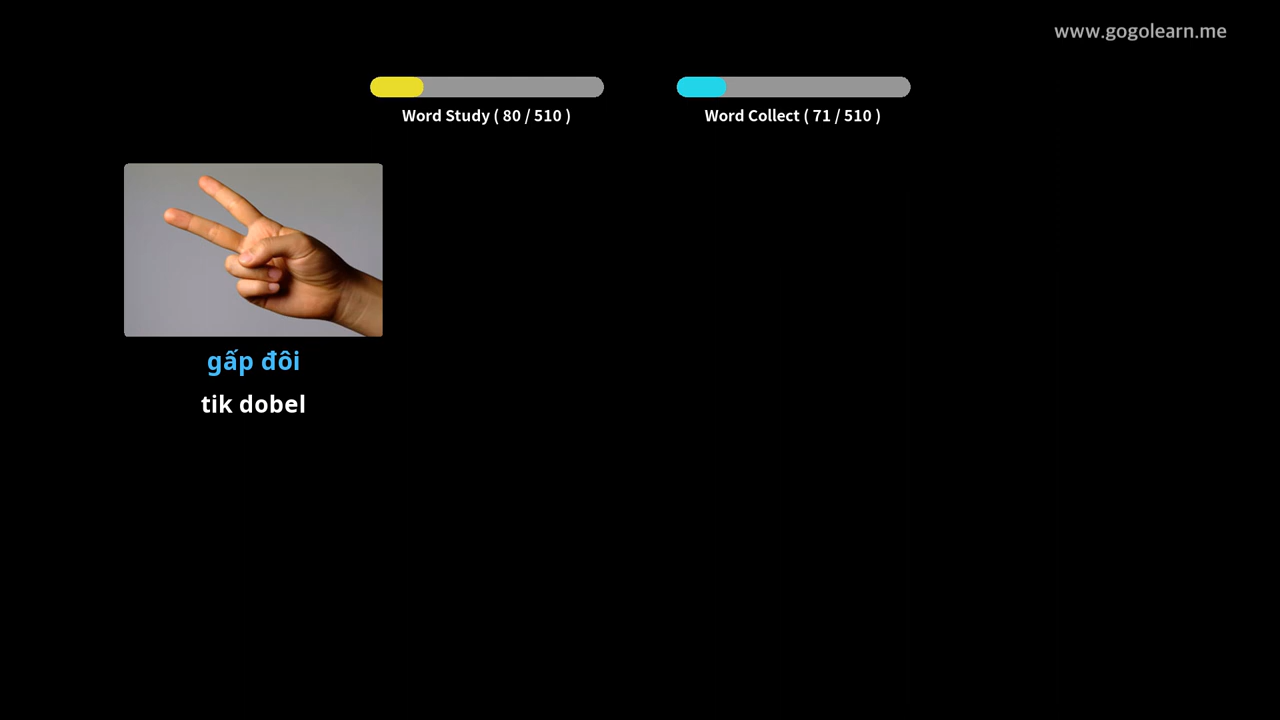 www.gogolearn.me
Word Study ( 80 / 510 )
Word Collect ( 71 / 510 )
gấp đôi
tik dobel